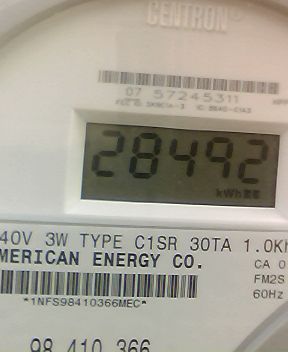 CENTRON®
07 57245311
28492
kWh
40V 3W TYPE C1SR 30TA 1.0Kh
MERICAN ENERGY CO.
CA 0
FM2S
60Hz
*1NFS98410366MEC*
98 410 366